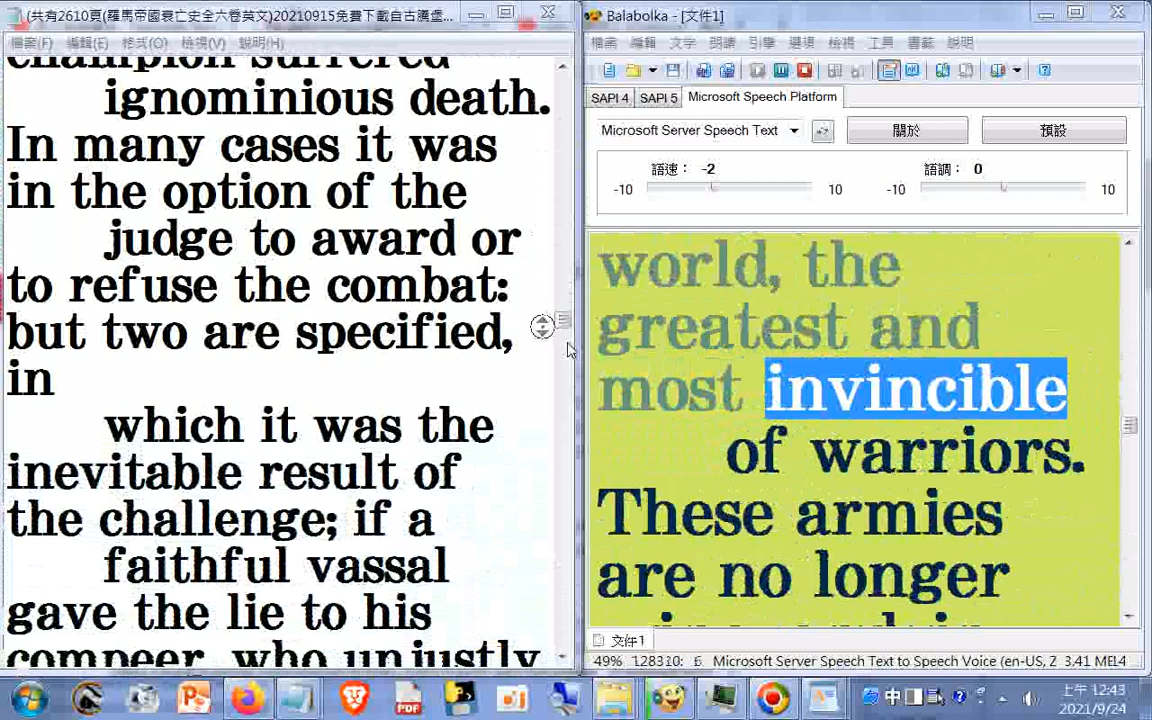 (共有2610頁(羅馬帝國衰亡史全六卷英文)20210915免費下載自古騰堡...
檔案(F) 編輯(E) 格式(O) 檢視(V) 說明(H)
champion suffered
ignominious death.
In many cases it was
in the option of the
judge to award or
to refuse the combat:
but two are specified,
in
which it was the
inevitable result of
the challenge; if a
faithful vassal
gave the lie to his
compeer, who unjustly
Balabolka - [文件1]
檔案 編輯 文字 朗讀 引擎 選項 檢視 工具 書籤 說明
SAPI 4 SAPI 5 Microsoft Speech Platform
Microsoft Server Speech Text
關於 預設
語速： -2 語調： 0
-10 10 -10 10
world, the
greatest and
most invincible
of warriors.
These armies
are no longer
文件1
49% 128310: 6 Microsoft Server Speech Text to Speech Voice (en-US, Z 3,41 MEL4
中
上午 12:43
2021/9/24